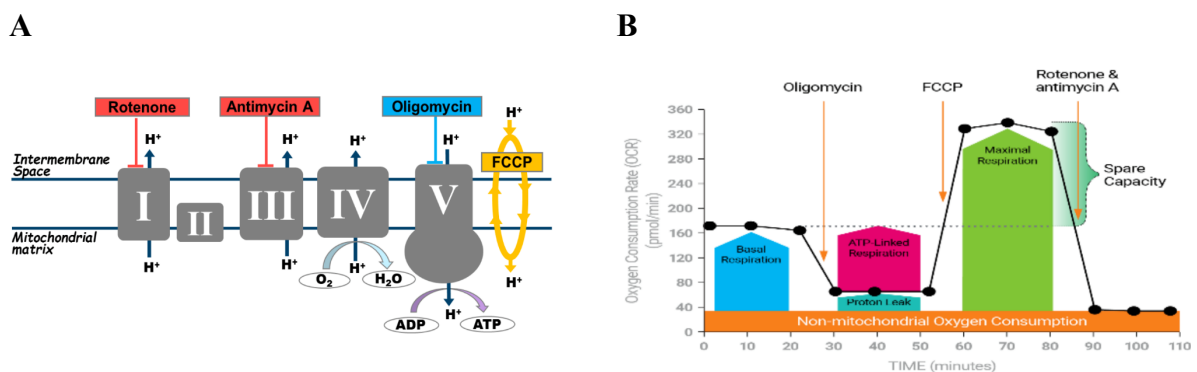 A
Rotenone
Antimycin A
Oligomycin
H⁺
H⁺
H⁺
H⁺
H⁺
H⁺
FCCP
Intermembrane
Space
I
II
III
IV
V
Mitochondrial
matrix
H⁺
H⁺
H⁺
H⁺
O₂
H₂O
H⁺
ADP
ATP
B
Oligomycin
FCCP
Rotenone &
antimycin A
Oxygen Consumption Rate (OCR)
(pmol/min)
360
320
280
240
200
160
120
80
40
0
Basal
Respiration
ATP-Linked
Respiration
Proton Leak
Maximal
Respiration
Spare
Capacity
Non-mitochondrial Oxygen Consumption
0
10
20
30
40
50
60
70
80
90
100
110
TIME (minutes)